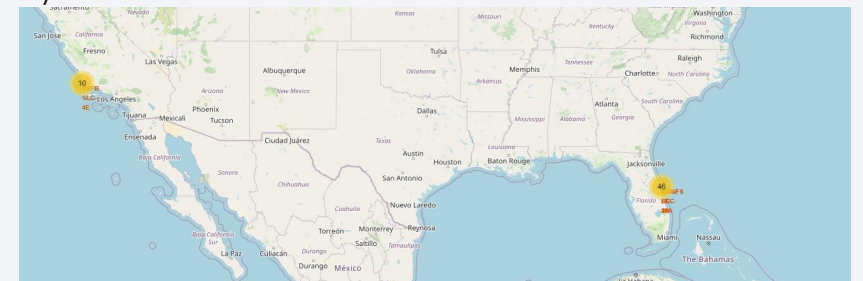 Nevada
Kansas
Missouri
Washington
Kentucky
Virginia
San Jose
California
Richmond
Fresno
Las Vegas
Tulsa
Raleigh
Albuquerque
Oklahoma
Memphis
Tennessee
Charlotte
North Carolina
10
Arizona
New Mexico
Arkansas
SLC-
Los Angeles
4E
Phoenix
Atlanta
South Carolina
Tijuana
Mexicali
Tucson
Dallas
Mississippi
Alabama
Georgia
Ensenada
Ciudad Juárez
Texas
Louisiana
Baja California
Austin
Houston
Baton Rouge
Jacksonville
Sonora
San Antonio
Chihuahua
46
Florida
Coahuila
Nuevo Laredo
Baja California
Sur
Torreón
Monterrey
Reynosa
Miami
Nassau
La Paz
Culiacán
Durango
Saltillo
Tamaulipas
The Bahamas
Durango
México
La Habana